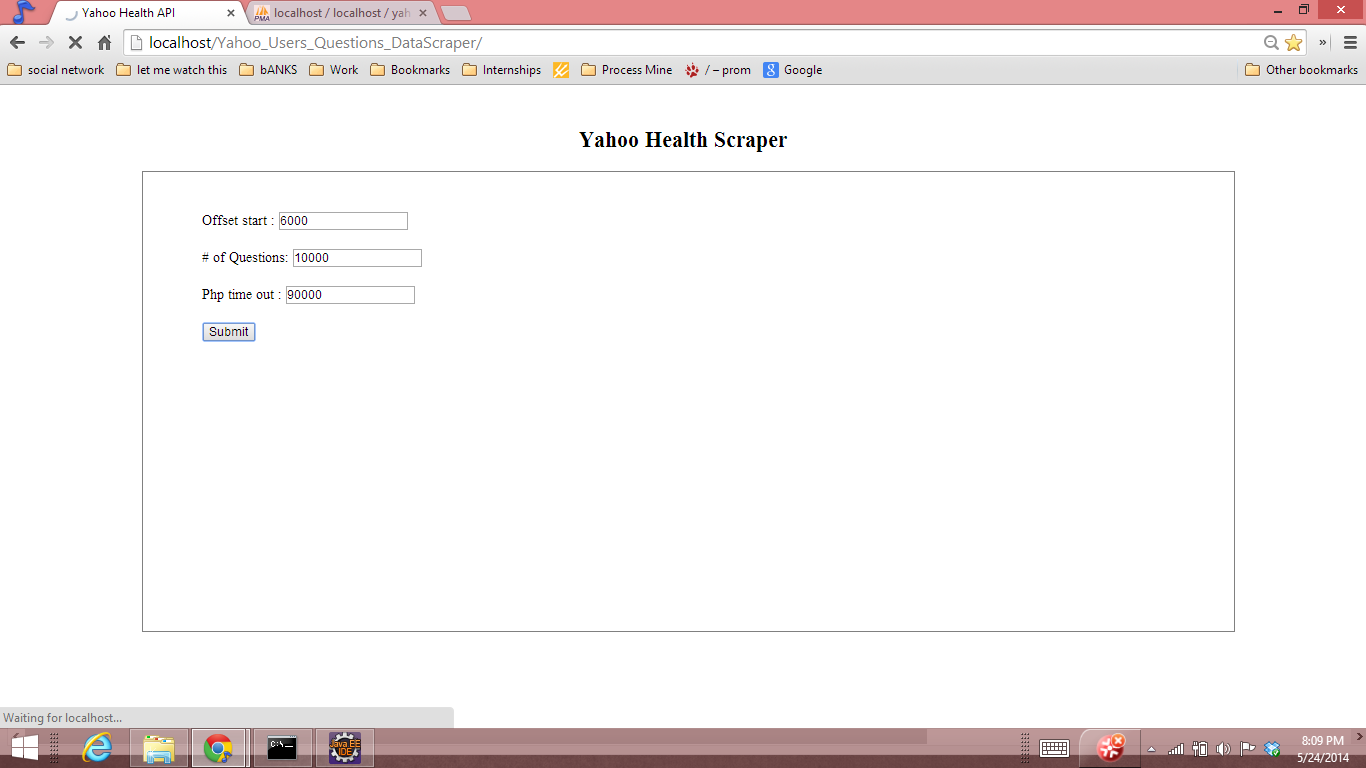 Yahoo Health API
PMA localhost / localhost / yah
localhost/Yahoo_Users_Questions_DataScraper/
social network let me watch this bANKS Work Bookmarks Internships Process Mine / – prom 8 Google Other bookmarks
Yahoo Health Scraper
Offset start : 6000
# of Questions: 10000
Php time out : 90000
Submit
Waiting for localhost...
C:\
Java EE
IDE
8:09 PM
5/24/2014